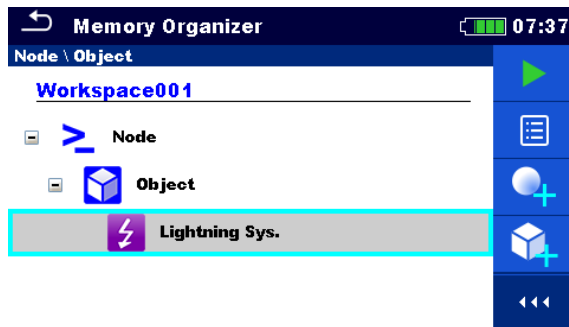 Memory Organizer
07:37
Node \ Object
Workspace001
Node
Object
Lightning Sys.